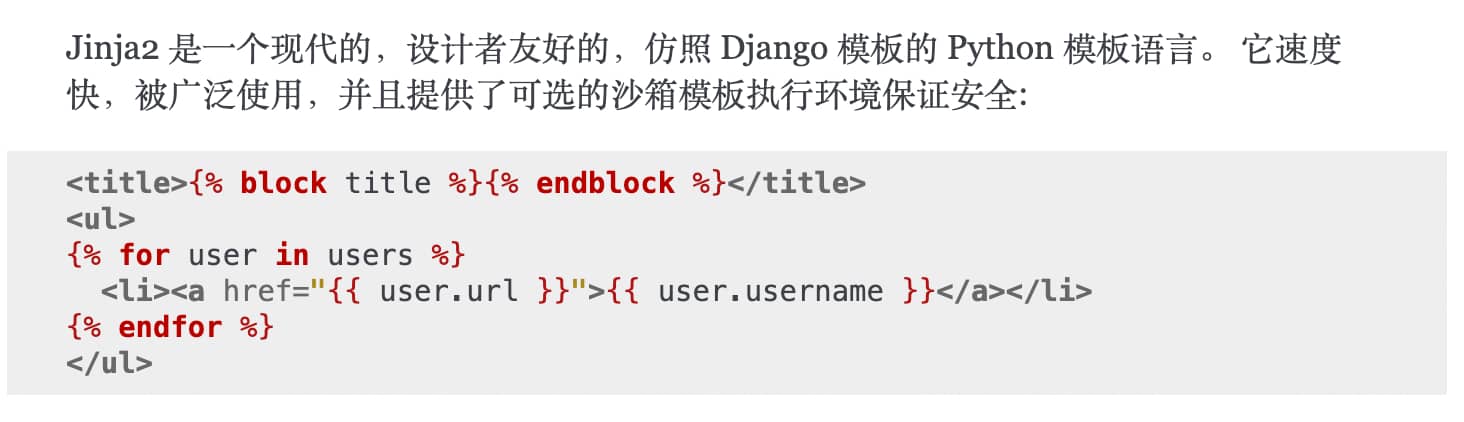 Jinja2 是一个现代的，设计者友好的，仿照 Django 模板的 Python 模板语言。 它速度
快，被广泛使用，并且提供了可选的沙箱模板执行环境保证安全:
<title>{% block title %}{% endblock %}</title>
<ul>
{% for user in users %}
  <li><a href="{{ user.url }}">{{ user.username }}</a></li>
{% endfor %}
</ul>